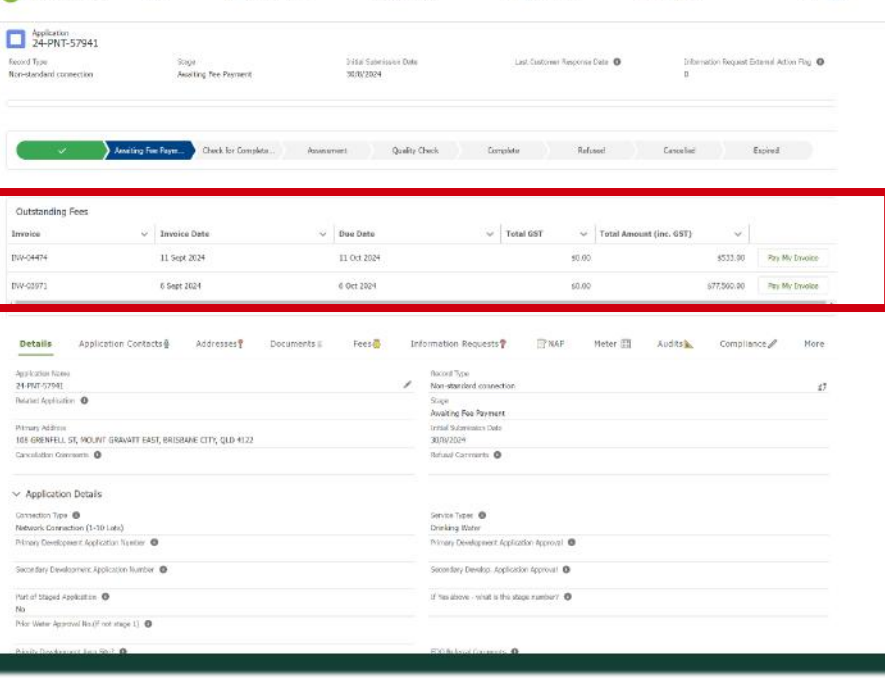 Application
24-PNT-57941
Record Type Stage Initial Submission Date Last Customer Response Date Information Request External Active Flag
Non-standard connection Awaiting Fee Payment 30/8/2024 0
Awaiting Fee Paym... Check for Complete... Assessment Quality Check Complete Refused Cancelled Expired
Outstanding Fees
Invoice Invoice Date Due Date Total GST Total Amount (inc. GST)
INV-04474 11 Sept 2024 11 Oct 2024 $0.00 $533.00 Pay My Invoice
INV-03971 6 Sept 2024 6 Oct 2024 $0.00 $77,560.00 Pay My Invoice
Details Application Contacts Addresses Documents Fees Information Requests NAP Meter Audits Compliance More
Application Name Record Type
24-PNT-57941 Non-standard connection
Related Application Stage
Awaiting Fee Payment
Primary Address Initial Submission Date
108 GRENFELL ST, MOUNT GRAVATT EAST, BRISBANE CITY, QLD 4122 30/8/2024
Cancellation Comments Refusal Comments
Application Details
Connection Type Service Types
Network Connection (1-10 Lots) Drinking Water
Primary Development Application Number Primary Development Application Approval
Secondary Development Application Number Secondary Develop. Application Approval
Part of Staged Application If Yes above - what is the stage number?
No
Prior Water Approval No.(if not stage 1)